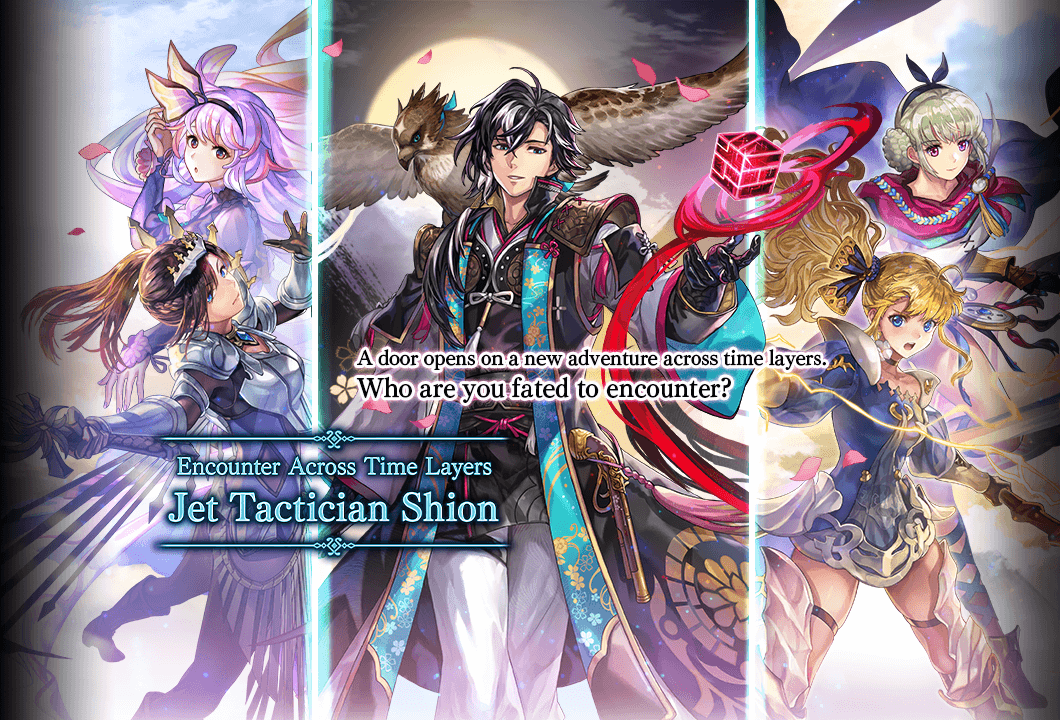 A door opens on a new adventure across time layers.
Who are you fated to encounter?
Encounter Across Time Layers
Jet Tactician Shion